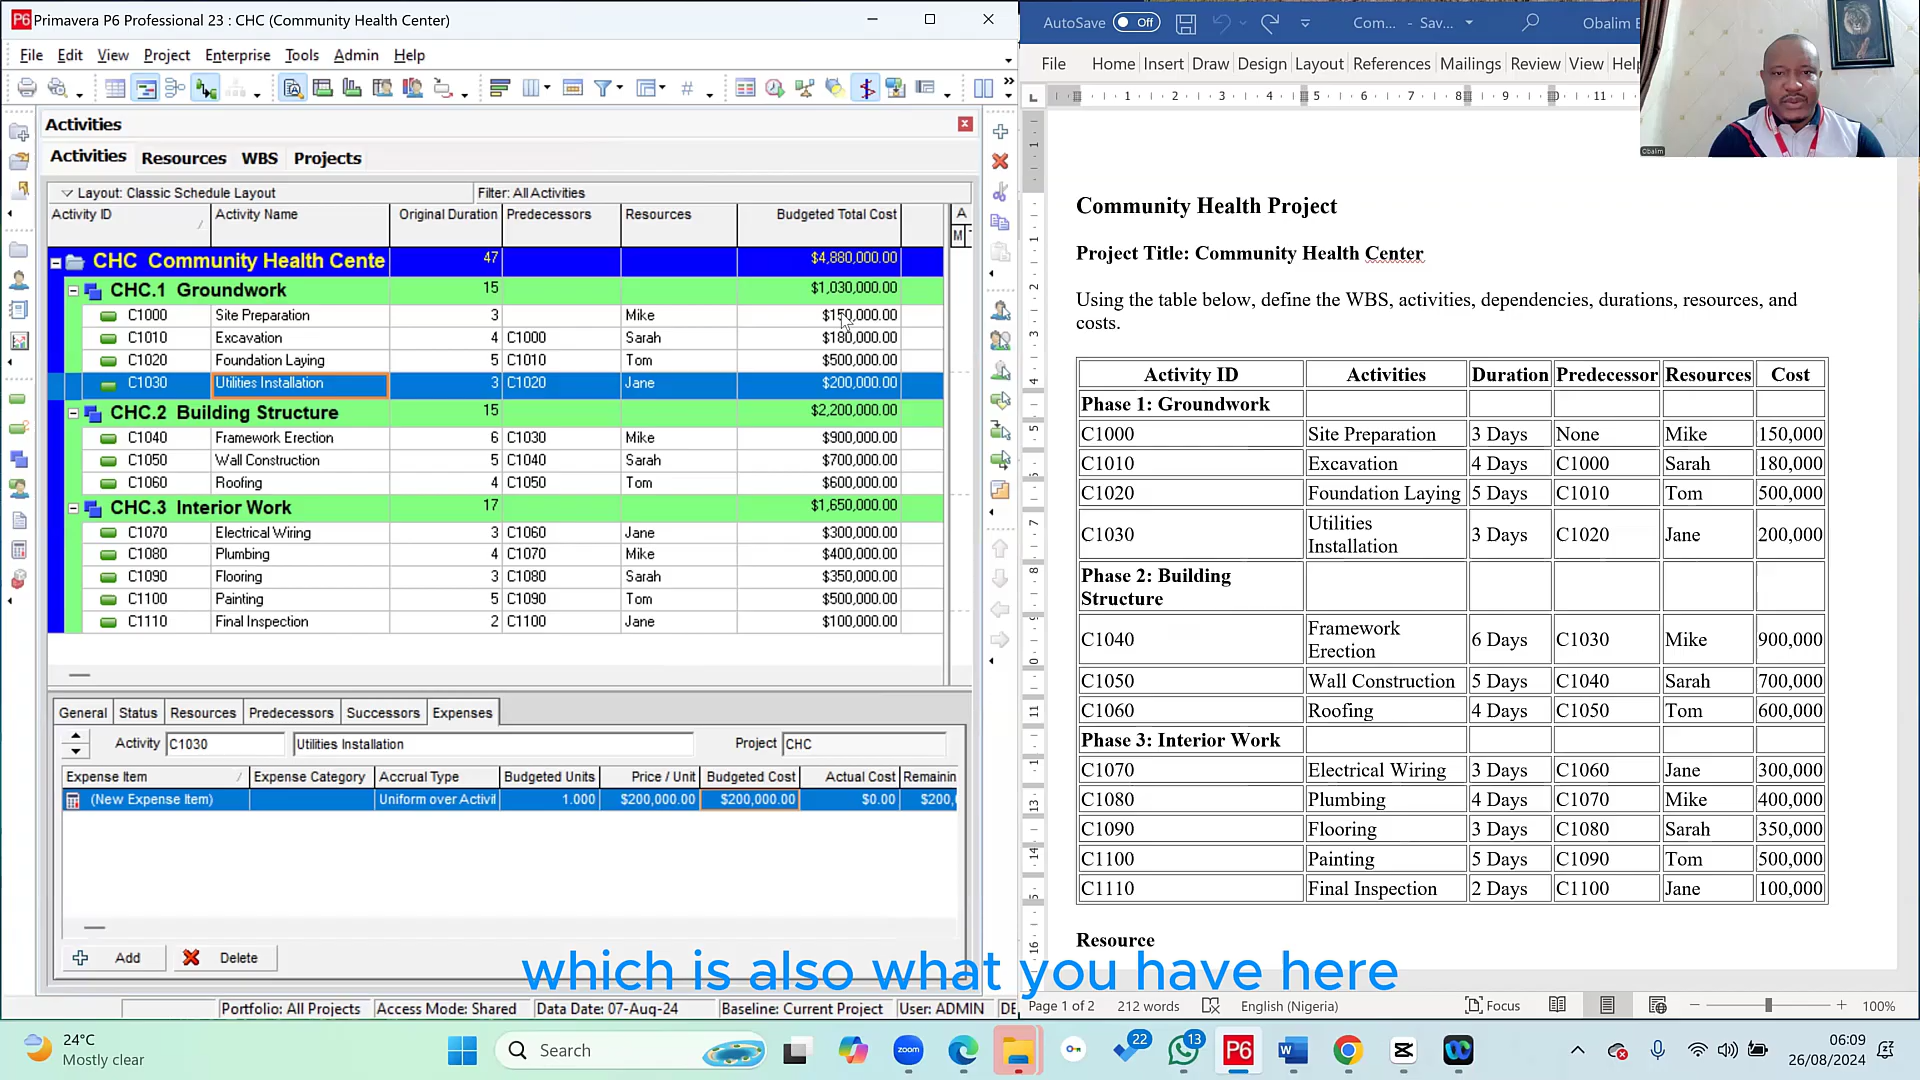 Primavera P6 Professional 23 : CHC (Community Health Center)
File Edit View Project Enterprise Tools Admin Help
Activities
Activities Resources WBS Projects
Layout: Classic Schedule Layout Filter: All Activities
Activity ID Activity Name Original Duration Predecessors Resources Budgeted Total Cost A
M
CHC Community Health Cente 47 $4,880,000.00
CHC.1 Groundwork 15 $1,030,000.00
C1000 Site Preparation 3 Mike $150,000.00
C1010 Excavation 4 C1000 Sarah $180,000.00
C1020 Foundation Laying 5 C1010 Tom $500,000.00
C1030 Utilities Installation 3 C1020 Jane $200,000.00
CHC.2 Building Structure 15 $2,200,000.00
C1040 Framework Erection 6 C1030 Mike $900,000.00
C1050 Wall Construction 5 C1040 Sarah $700,000.00
C1060 Roofing 4 C1050 Tom $600,000.00
CHC.3 Interior Work 17 $1,650,000.00
C1070 Electrical Wiring 3 C1060 Jane $300,000.00
C1080 Plumbing 4 C1070 Mike $400,000.00
C1090 Flooring 3 C1080 Sarah $350,000.00
C1100 Painting 5 C1090 Tom $500,000.00
C1110 Final Inspection 2 C1100 Jane $100,000.00
General Status Resources Predecessors Successors Expenses
Activity C1030 Utilities Installation Project CHC
Expense Item Expense Category Accrual Type Budgeted Units Price / Unit Budgeted Cost Actual Cost Remainin
(New Expense Item) Uniform over Activil 1.000 $200,000.00 $200,000.00 $0.00 $200,
Add Delete
Portfolio: All Projects Access Mode: Shared Data Date: 07-Aug-24 Baseline: Current Project User: ADMIN DE
AutoSave Off Com... - Sav... Obalim E
File Home Insert Draw Design Layout References Mailings Review View Help
1 2 3 4 5 6 7 8 9 10 11
Obalim
Community Health Project
Project Title: Community Health Center
Using the table below, define the WBS, activities, dependencies, durations, resources, and
costs.
Activity ID Activities Duration Predecessor Resources Cost
Phase 1: Groundwork
C1000 Site Preparation 3 Days None Mike 150,000
C1010 Excavation 4 Days C1000 Sarah 180,000
C1020 Foundation Laying 5 Days C1010 Tom 500,000
C1030 Utilities Installation 3 Days C1020 Jane 200,000
Phase 2: Building
Structure
C1040 Framework Erection 6 Days C1030 Mike 900,000
C1050 Wall Construction 5 Days C1040 Sarah 700,000
C1060 Roofing 4 Days C1050 Tom 600,000
Phase 3: Interior Work
C1070 Electrical Wiring 3 Days C1060 Jane 300,000
C1080 Plumbing 4 Days C1070 Mike 400,000
C1090 Flooring 3 Days C1080 Sarah 350,000
C1100 Painting 5 Days C1090 Tom 500,000
C1110 Final Inspection 2 Days C1100 Jane 100,000
Resource
which is also what you have here
Page 1 of 2 212 words English (Nigeria) Focus 100%
24°C
Mostly clear
Search
zoom
22
13
P6
06:09
26/08/2024